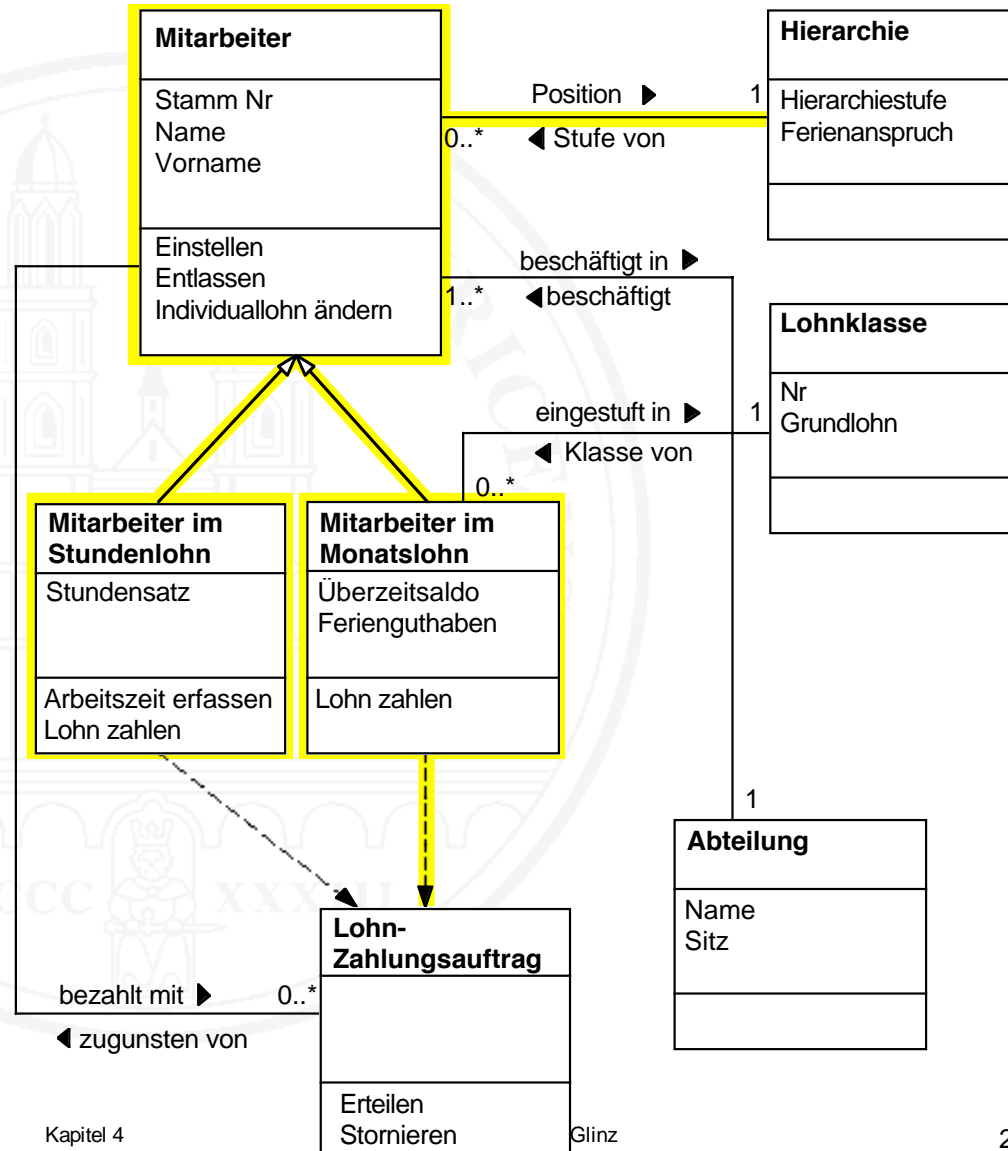 Mitarbeiter
Stamm Nr
Name
Vorname
Einstellen
Entlassen
Individuallohn ändern
Position ▶
1
0..*
◀ Stufe von
Hierarchie
Hierarchiestufe
Ferienanspruch
beschäftigt in ▶
1..*
◀ beschäftigt
Lohnklasse
Nr
Grundlohn
eingestuft in ▶
1
◀ Klasse von
0..*
Mitarbeiter im
Stundenlohn
Stundensatz
Arbeitszeit erfassen
Lohn zahlen
Mitarbeiter im
Monatslohn
Überzeitsaldo
Ferienguthaben
Lohn zahlen
1
Abteilung
Name
Sitz
Lohn-
Zahlungsauftrag
Erteilen
Stornieren
bezahlt mit ▶
0..*
◀ zugunsten von
CCC XXXIII
Kapitel 4
Glinz
2